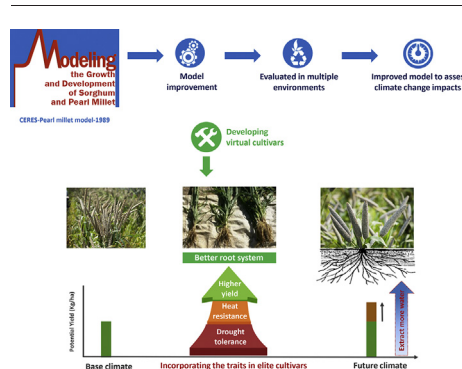 Modeling
the Growth
and Development
of Sorghum
and Pearl Millet
CERES-Pearl millet model-1989
Model
improvement
Evaluated in multiple
environments
Improved model to asses
climate change impacts
Developing
virtual cultivars
Better root system
Higher
yield
Heat
resistance
Drought
tolerance
Potential Yield (Kg/ha)
Extract more water
Base climate
Incorporating the traits in elite cultivars
Future climate